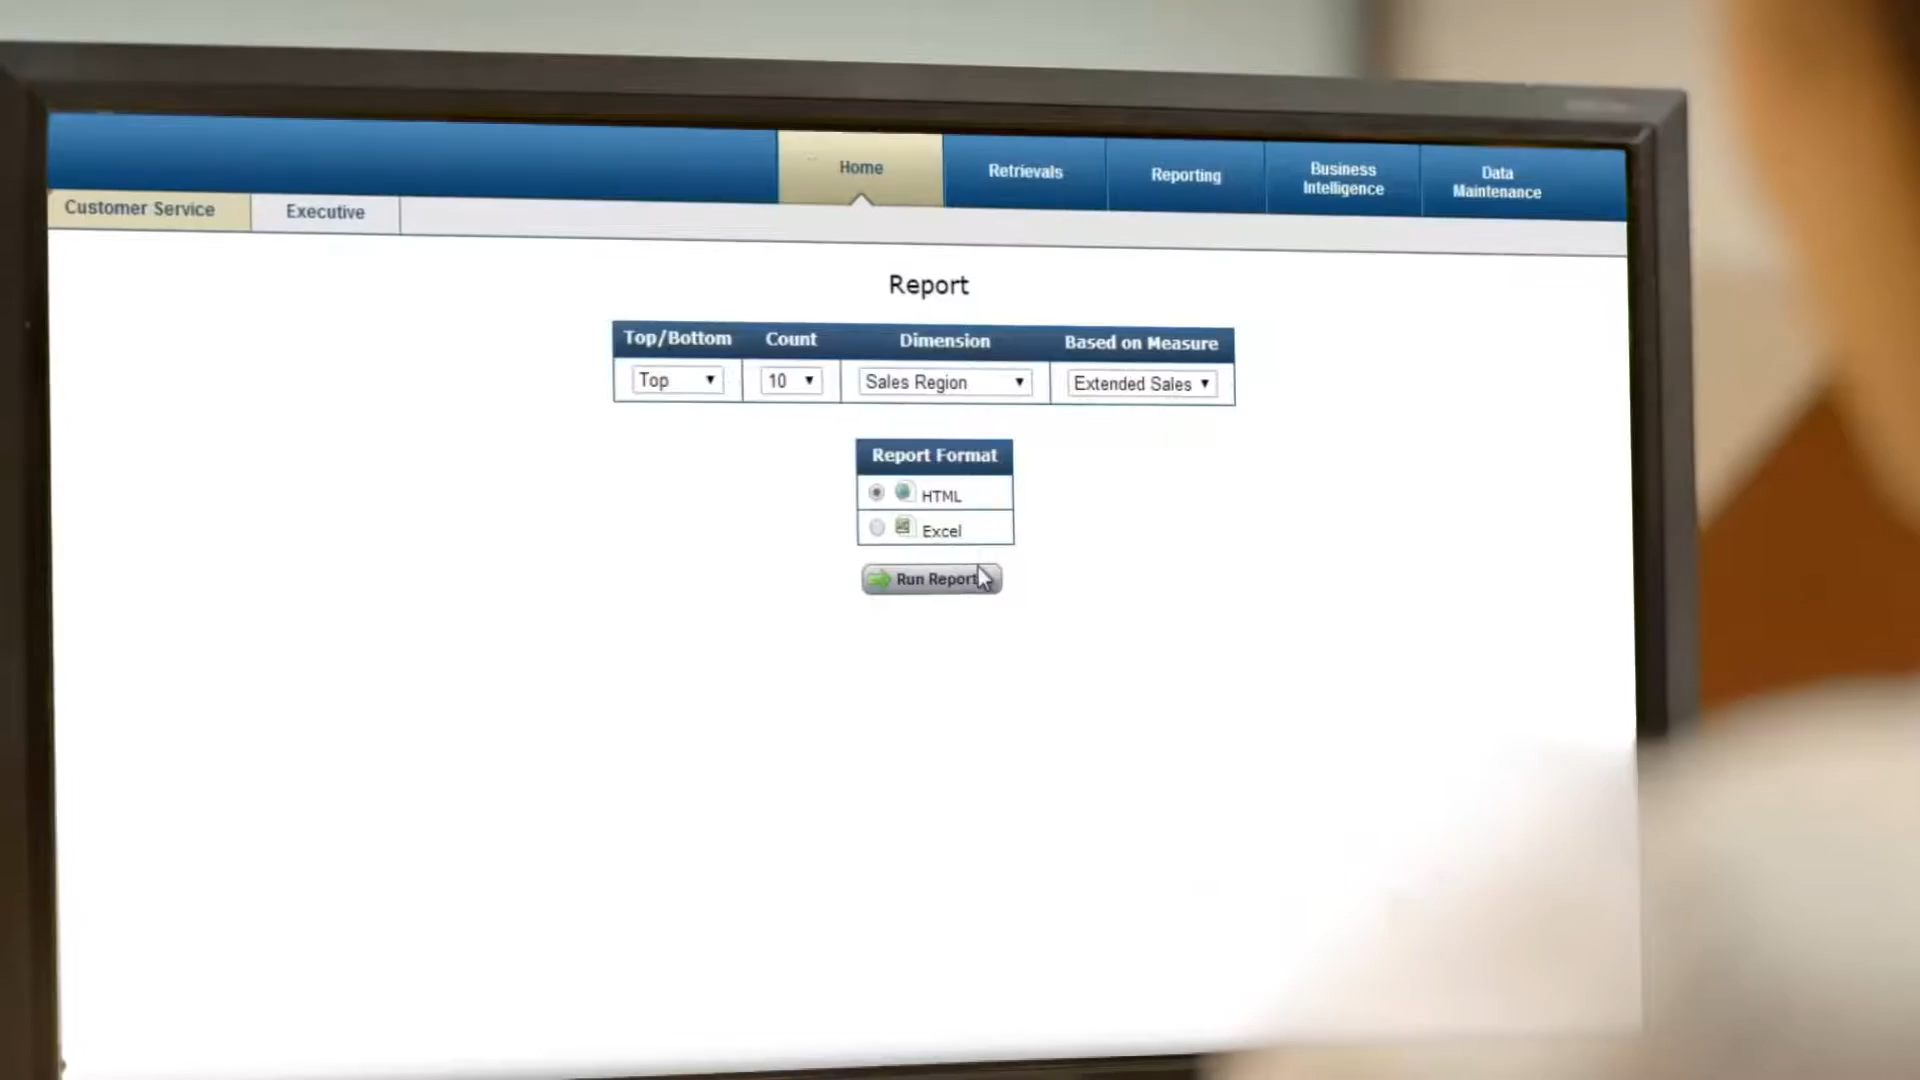 Home
Retrievals
Reporting
Business
Intelligence
Data
Maintenance
Customer Service
Executive
Report
Top/Bottom Count Dimension Based on Measure
Top 10 Sales Region Extended Sales
Report Format
HTML
Excel
Run Report